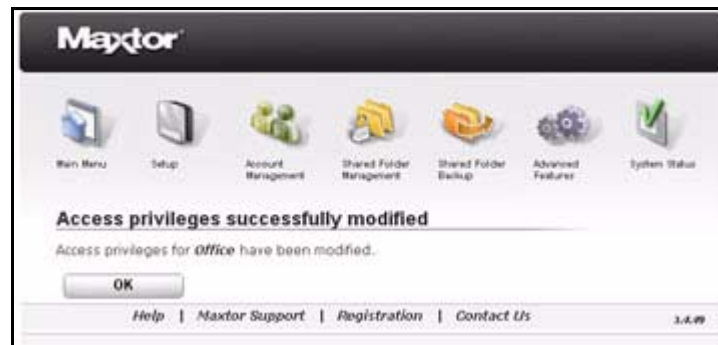 Maxtor
Main Menu
Setup
Account Management
Shared Folder Management
Shared Folder Backup
Advanced Features
System Status
Access privileges successfully modified
Access privileges for Office have been modified.
OK
Help | Maxtor Support | Registration | Contact Us